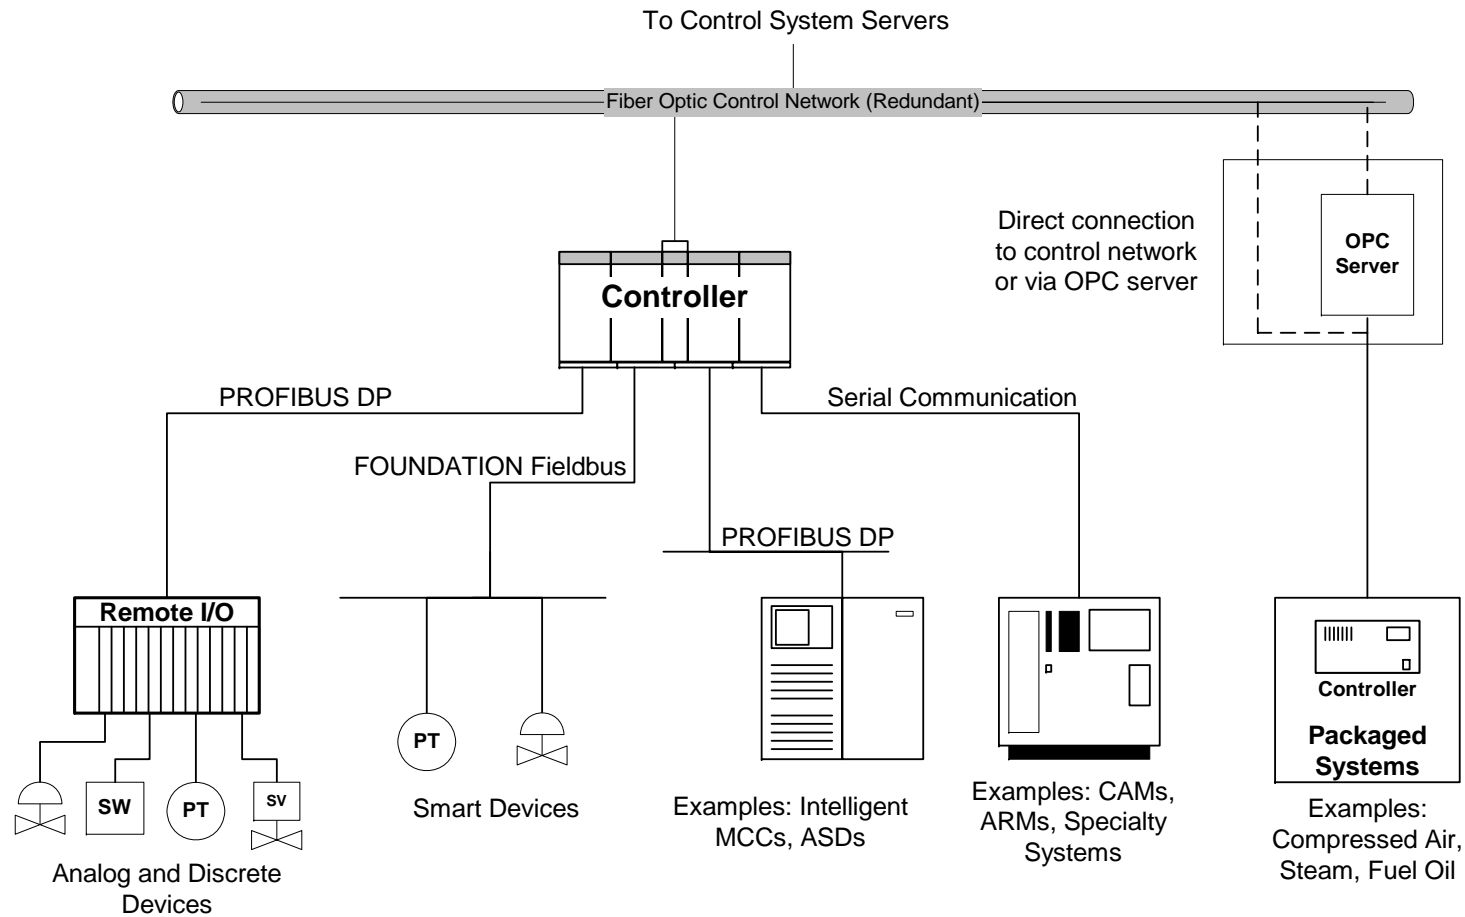 To Control System Servers
Fiber Optic Control Network (Redundant)
Direct connection
to control network
or via OPC server
OPC
Server
Controller
PROFIBUS DP
Serial Communication
FOUNDATION Fieldbus
PROFIBUS DP
Remote I/O
PT
SW
PT
SV
Controller
Packaged
Systems
Smart Devices
Examples: Intelligent
MCCs, ASDs
Examples: CAMs,
ARMs, Specialty
Systems
Examples:
Compressed Air,
Steam, Fuel Oil
Analog and Discrete
Devices